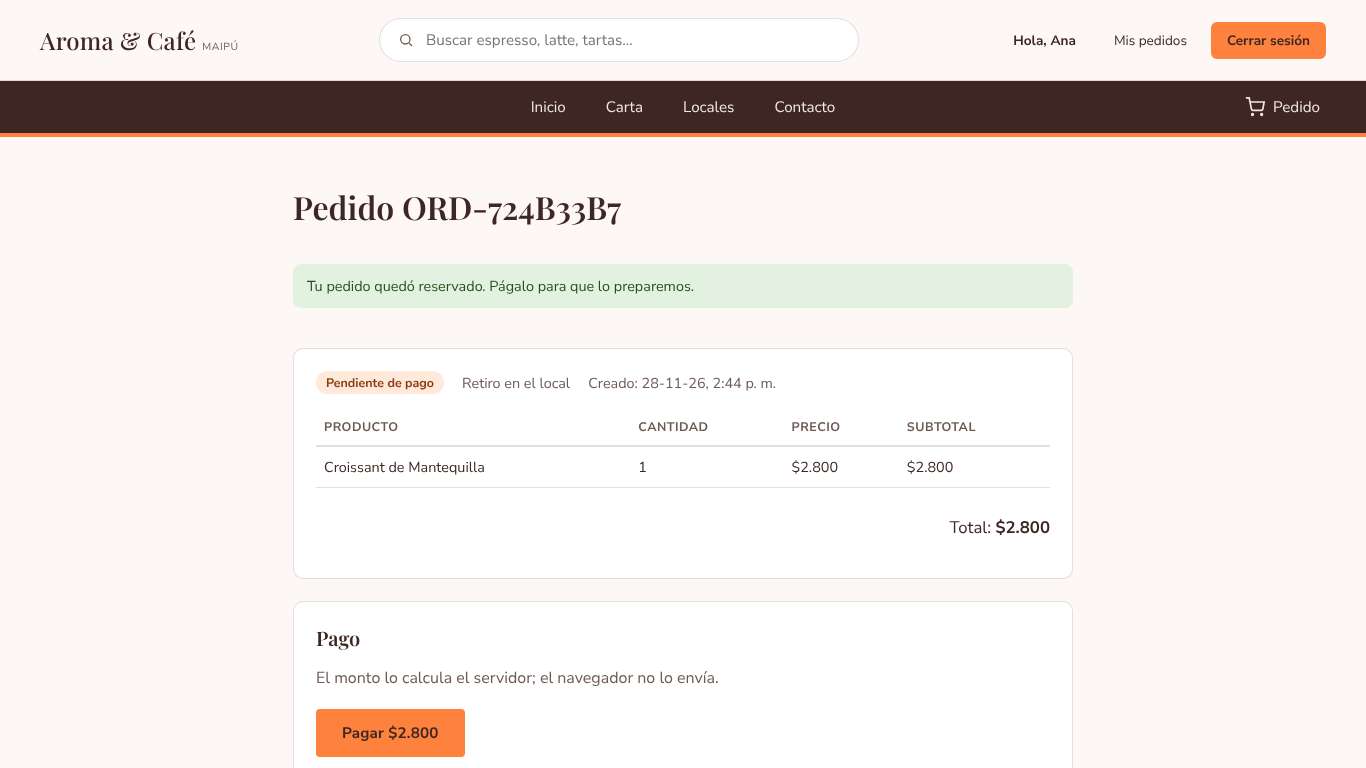 Aroma & Café MAIPÚ
Buscar espresso, latte, tartas...
Hola, Ana
Mis pedidos
Cerrar sesión
Inicio
Carta
Locales
Contacto
Pedido
Pedido ORD-724B33B7
Tu pedido quedó reservado. Págalo para que lo preparemos.
Pendiente de pago
Retiro en el local
Creado: 28-11-26, 2:44 p. m.
PRODUCTO CANTIDAD PRECIO SUBTOTAL
Croissant de Mantequilla 1 $2.800 $2.800
Total: $2.800
Pago
El monto lo calcula el servidor; el navegador no lo envía.
Pagar $2.800